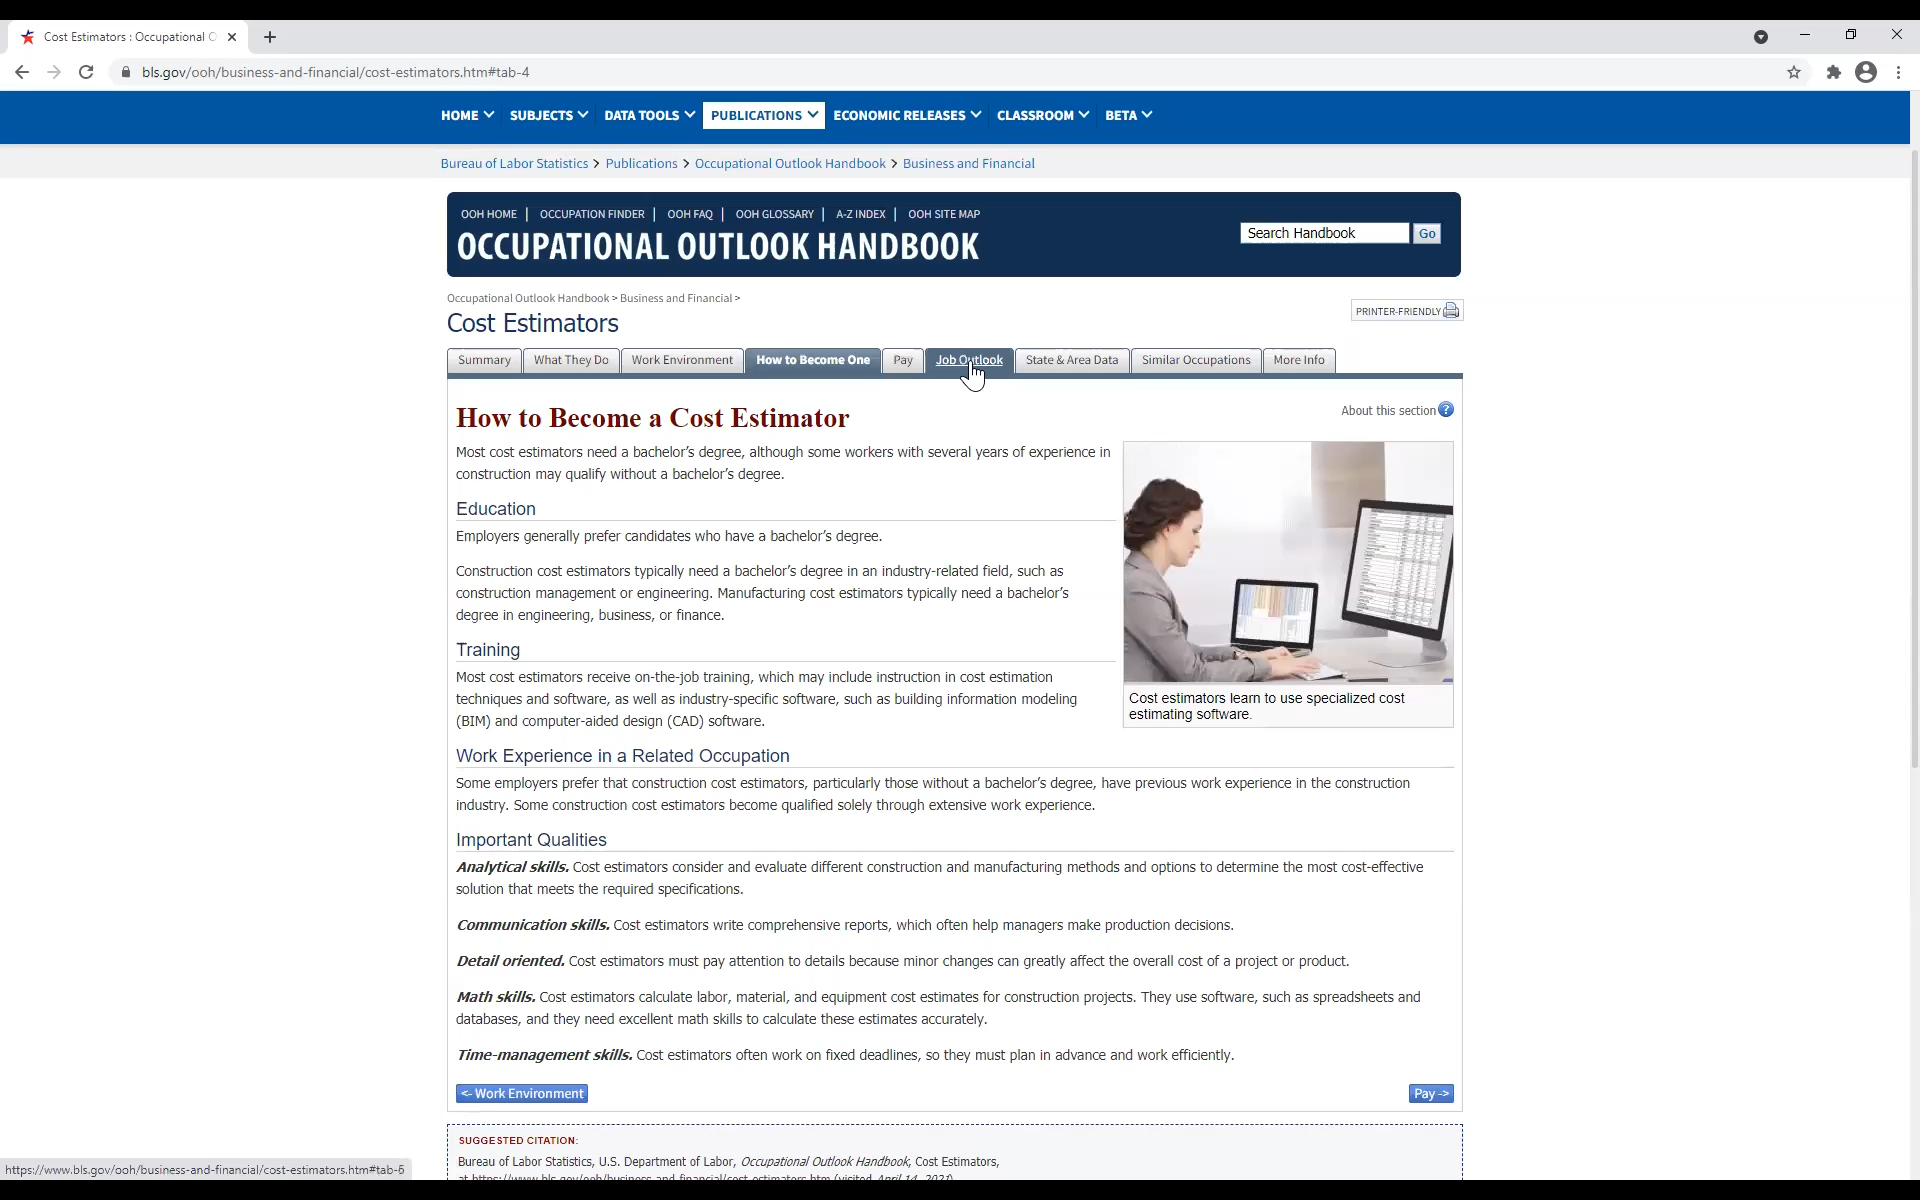 Cost Estimators : Occupational O
bls.gov/ooh/business-and-financial/cost-estimators.htm#tab-4
HOME SUBJECTS DATA TOOLS PUBLICATIONS ECONOMIC RELEASES CLASSROOM BETA
Bureau of Labor Statistics > Publications > Occupational Outlook Handbook > Business and Financial
OOH HOME | OCCUPATION FINDER | OOH FAQ | OOH GLOSSARY | A-Z INDEX | OOH SITE MAP
OCCUPATIONAL OUTLOOK HANDBOOK
Search Handbook Go
Occupational Outlook Handbook > Business and Financial >
PRINTER-FRIENDLY
Cost Estimators
Summary What They Do Work Environment How to Become One Pay Job Outlook State & Area Data Similar Occupations More Info
How to Become a Cost Estimator
About this section ?
Most cost estimators need a bachelor’s degree, although some workers with several years of experience in
construction may qualify without a bachelor’s degree.
Education
Employers generally prefer candidates who have a bachelor’s degree.
Construction cost estimators typically need a bachelor’s degree in an industry-related field, such as
construction management or engineering. Manufacturing cost estimators typically need a bachelor’s
degree in engineering, business, or finance.
Training
Most cost estimators receive on-the-job training, which may include instruction in cost estimation
techniques and software, as well as industry-specific software, such as building information modeling
(BIM) and computer-aided design (CAD) software.
Cost estimators learn to use specialized cost
estimating software.
Work Experience in a Related Occupation
Some employers prefer that construction cost estimators, particularly those without a bachelor’s degree, have previous work experience in the construction
industry. Some construction cost estimators become qualified solely through extensive work experience.
Important Qualities
Analytical skills. Cost estimators consider and evaluate different construction and manufacturing methods and options to determine the most cost-effective
solution that meets the required specifications.
Communication skills. Cost estimators write comprehensive reports, which often help managers make production decisions.
Detail oriented. Cost estimators must pay attention to details because minor changes can greatly affect the overall cost of a project or product.
Math skills. Cost estimators calculate labor, material, and equipment cost estimates for construction projects. They use software, such as spreadsheets and
databases, and they need excellent math skills to calculate these estimates accurately.
Time-management skills. Cost estimators often work on fixed deadlines, so they must plan in advance and work efficiently.
<- Work Environment Pay ->
SUGGESTED CITATION:
Bureau of Labor Statistics, U.S. Department of Labor, Occupational Outlook Handbook, Cost Estimators,
at https://www.bls.gov/ooh/business-and-financial/cost-estimators.htm (visited April 14, 2021).
https://www.bls.gov/ooh/business-and-financial/cost-estimators.htm#tab-6